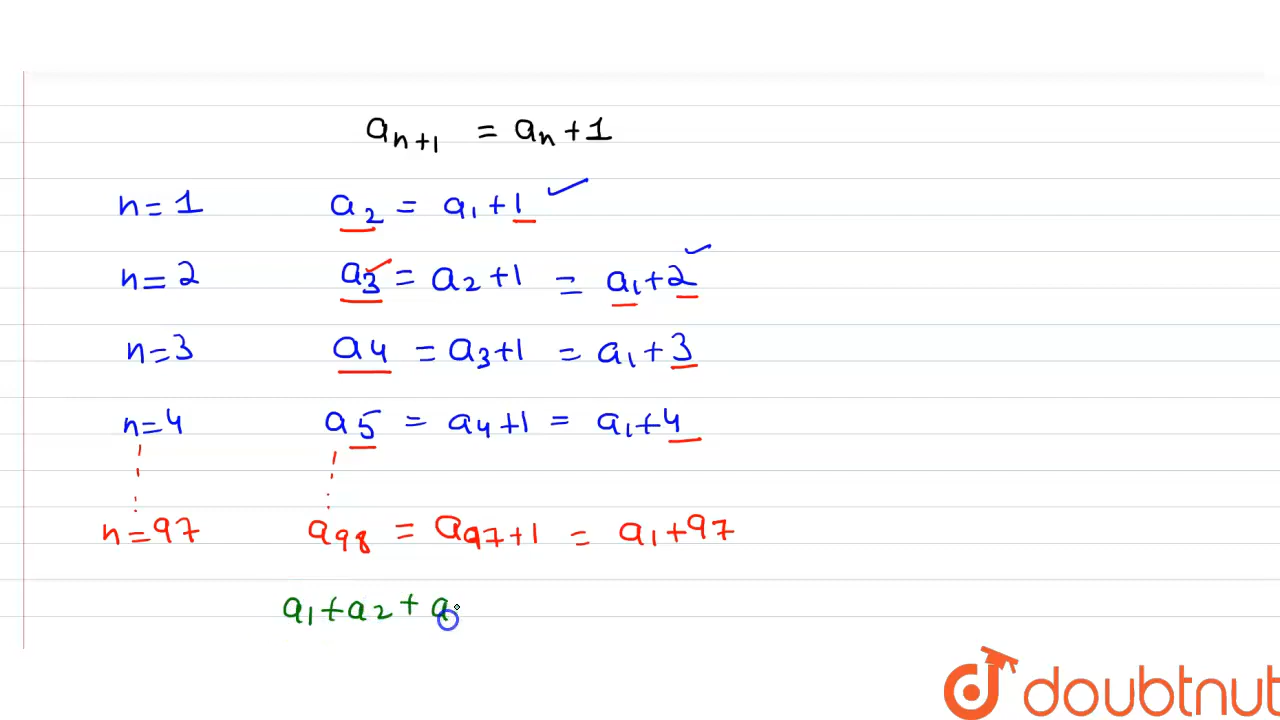 aₙ₊₁ = aₙ + 1
n = 1 a₂ = a₁ + 1 ✓
n = 2 a₃ ✓ = a₂ + 1 = a₁ + 2 ✓
n = 3 a₄ = a₃ + 1 = a₁ + 3
n = 4 a₅ = a₄ + 1 = a₁ + 4
n = 97 a₉₈ = a₉₇ + 1 = a₁ + 97
a₁ + a₂ + a
doubtnut